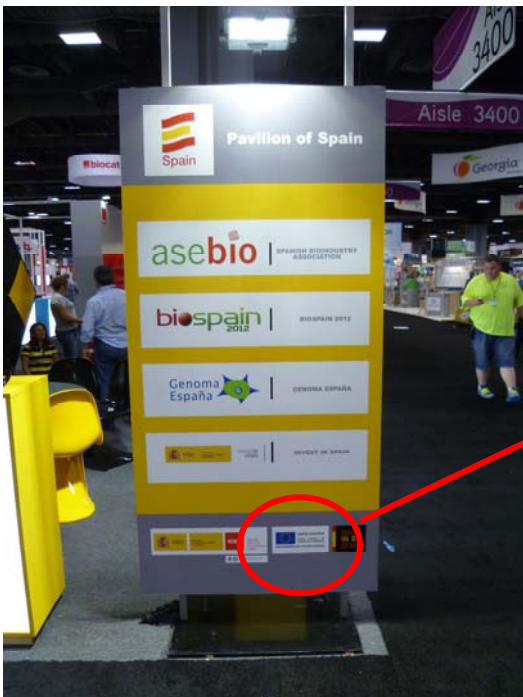 Aisle 3400
3400
Georgia
biocat
Spain
Pavilion of Spain
asebio
SPANISH BIOINDUSTRY
ASSOCIATION
biospain
2012
BIOSPAIN 2012
Genoma
España
GENOMA ESPAÑA
INVEST IN SPAIN